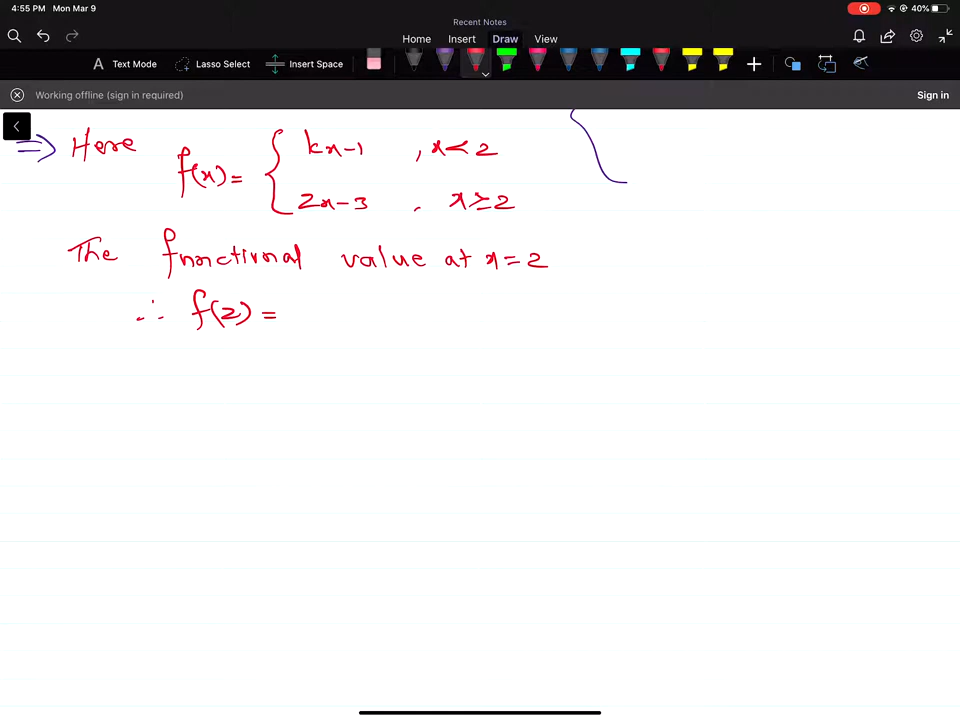 4:55 PM Mon Mar 9
40%
Recent Notes
Home Insert Draw View
A Text Mode Lasso Select Insert Space
Working offline (sign in required) Sign in
⇒ Here f(x) = { kx-1 , x < 2
2x-3 , x ≥ 2
The functional value at x = 2
∴ f(2) =